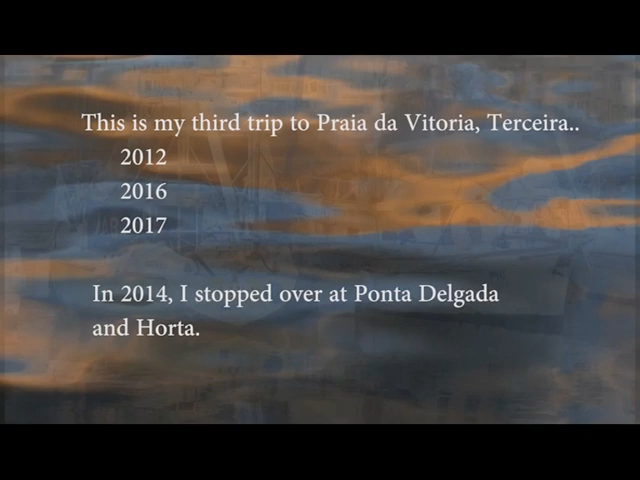 This is my third trip to Praia da Vitoria, Terceira..
2012
2016
2017
In 2014, I stopped over at Ponta Delgada
and Horta.